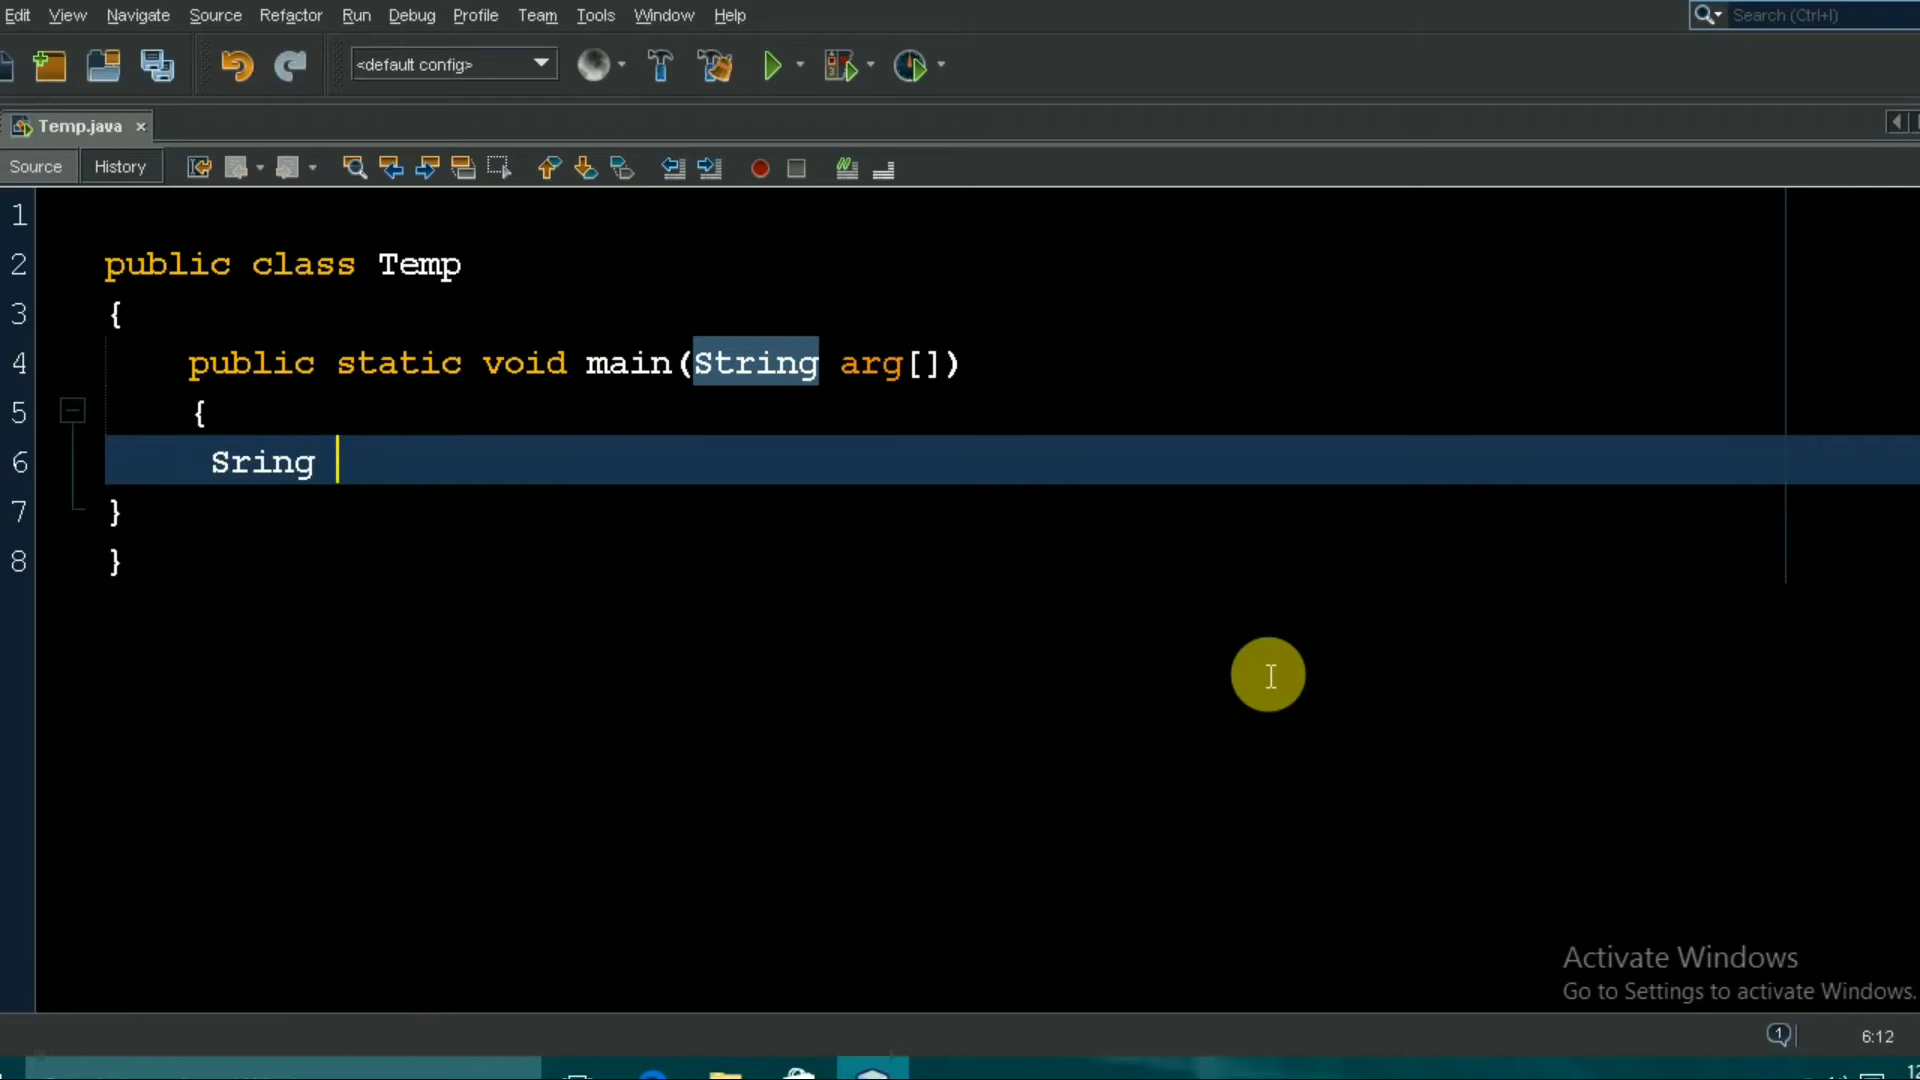 Edit View Navigate Source Refactor Run Debug Profile Team Tools Window Help Search (Ctrl+I)
<default config>
Temp.java ×
Source History
1
2 public class Temp
3 {
4 public static void main(String arg[])
5 {
6 Sring
7 }
8 }
Activate Windows
Go to Settings to activate Windows.
1 6:12